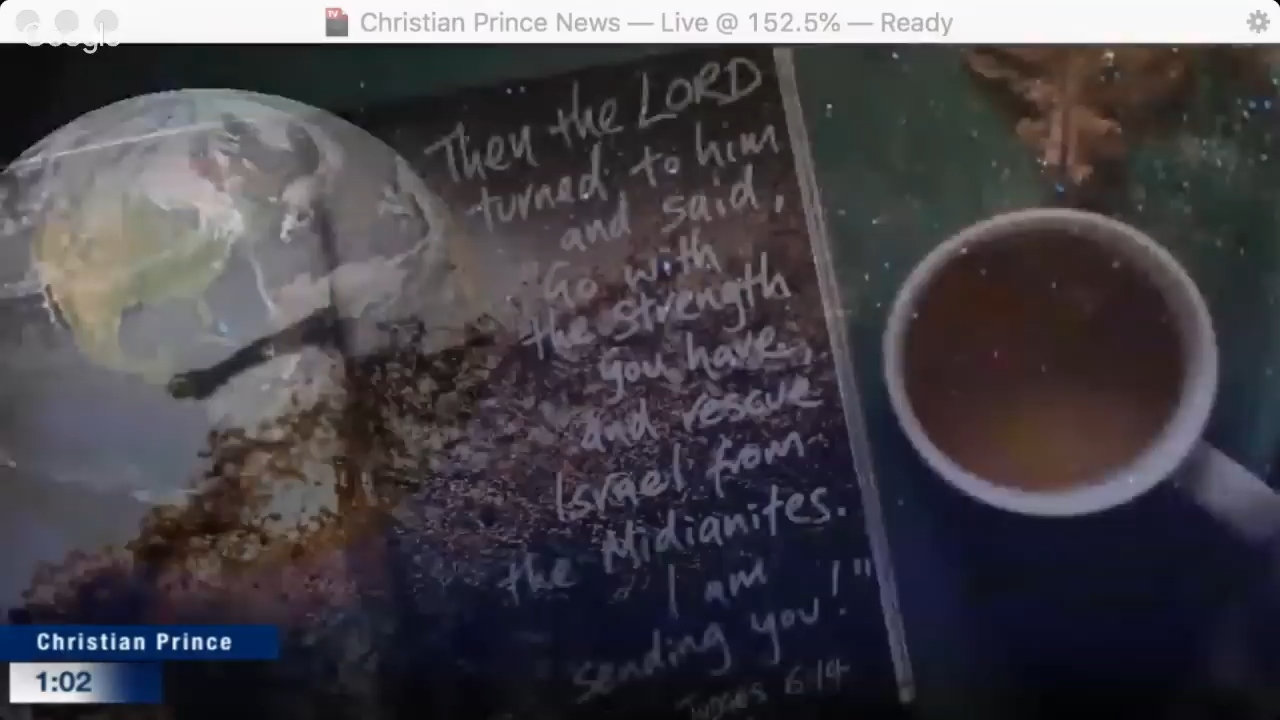 Christian Prince News — Live @ 152.5% — Ready
Google
Then the LORD
turned to him
and said,
"Go with
the strength
you have,
and rescue
Israel from
the Midianites.
I am
sending you!"
Judges 6:14
Christian Prince
1:02